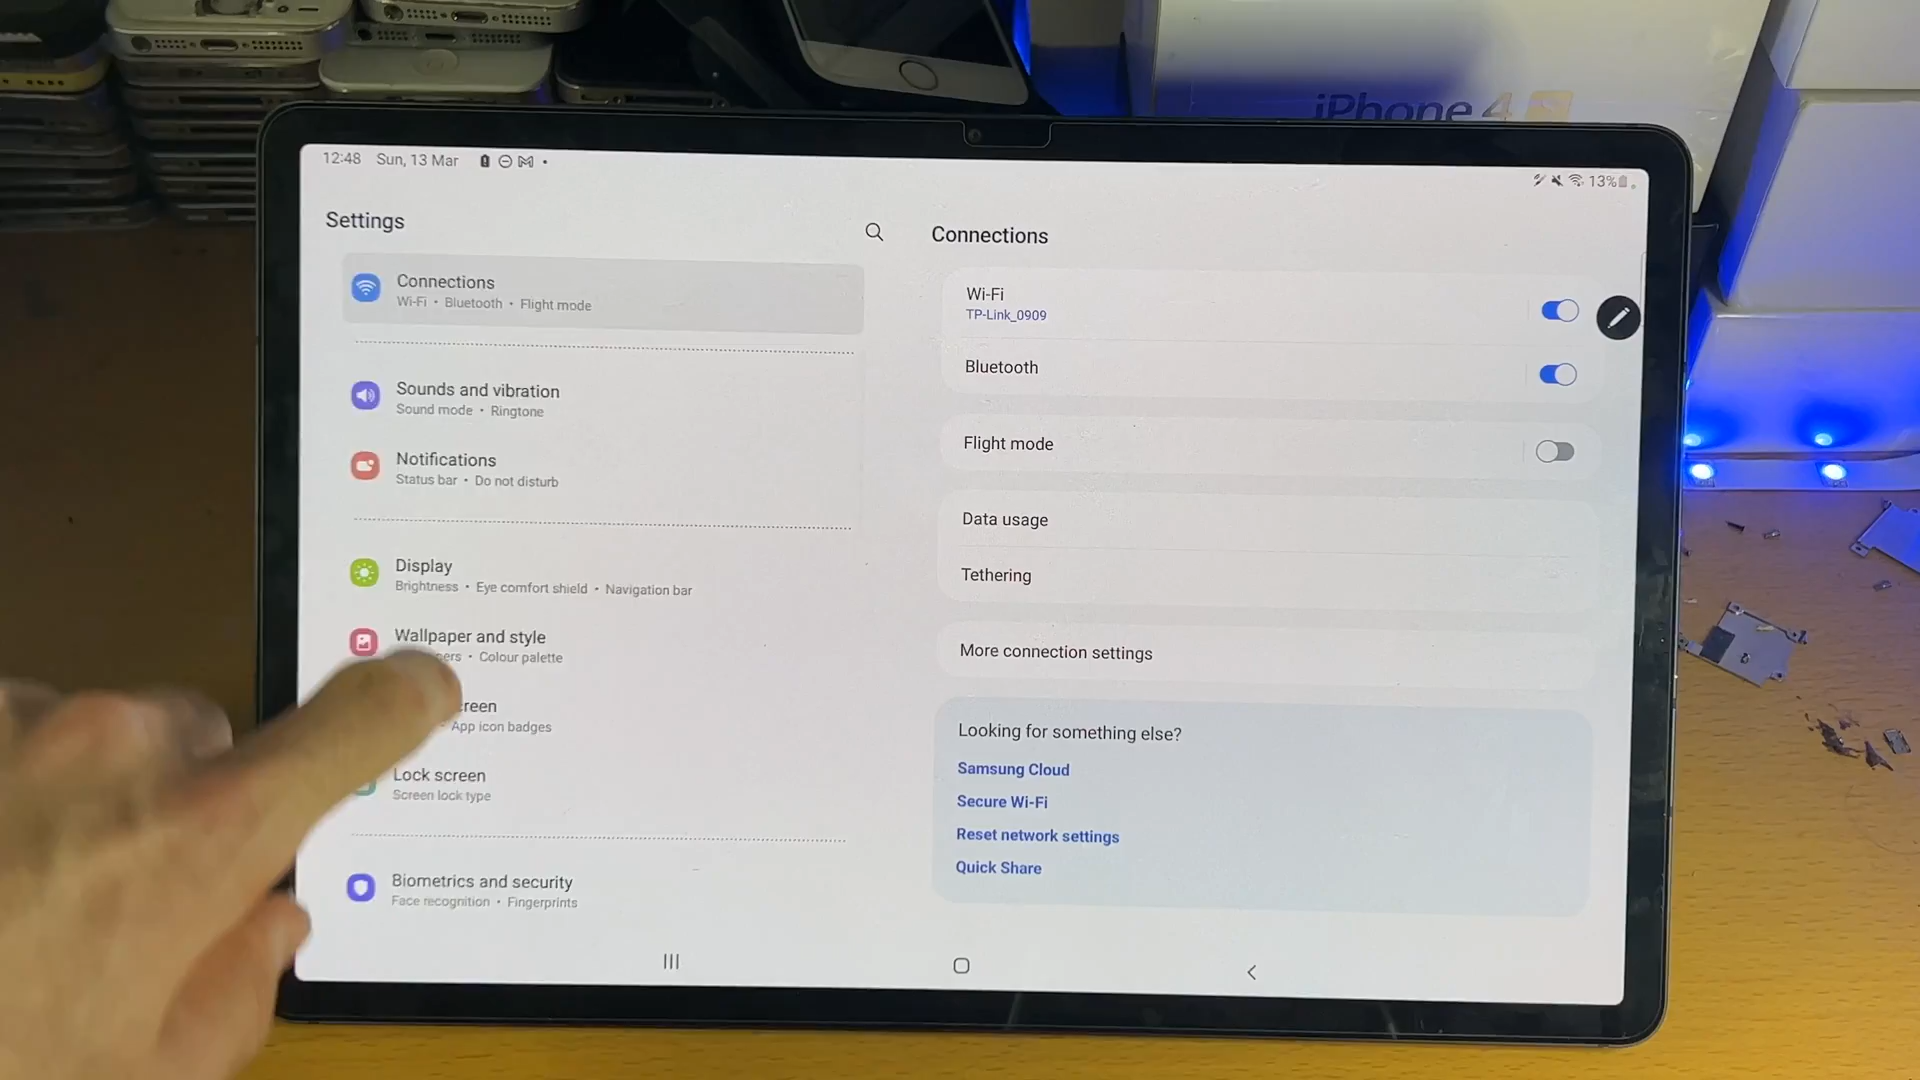 iPhone 4
12:48 Sun, 13 Mar
13%
Settings
Connections
Wi-Fi • Bluetooth • Flight mode
Sounds and vibration
Sound mode • Ringtone
Notifications
Status bar • Do not disturb
Display
Brightness • Eye comfort shield • Navigation bar
Wallpaper and style
ers • Colour palette
reen
App icon badges
Lock screen
Screen lock type
Biometrics and security
Face recognition • Fingerprints
Connections
Wi-Fi
TP-Link_0909
Bluetooth
Flight mode
Data usage
Tethering
More connection settings
Looking for something else?
Samsung Cloud
Secure Wi-Fi
Reset network settings
Quick Share